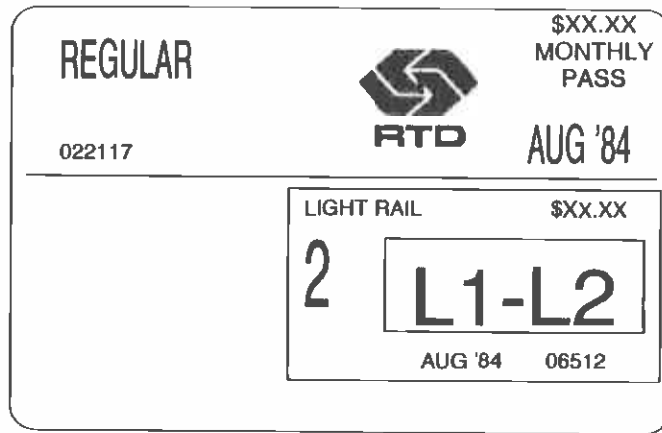 REGULAR
$XX.XX
MONTHLY
PASS
RTD
022117
AUG '84
LIGHT RAIL $XX.XX
2
L1-L2
AUG '84 06512